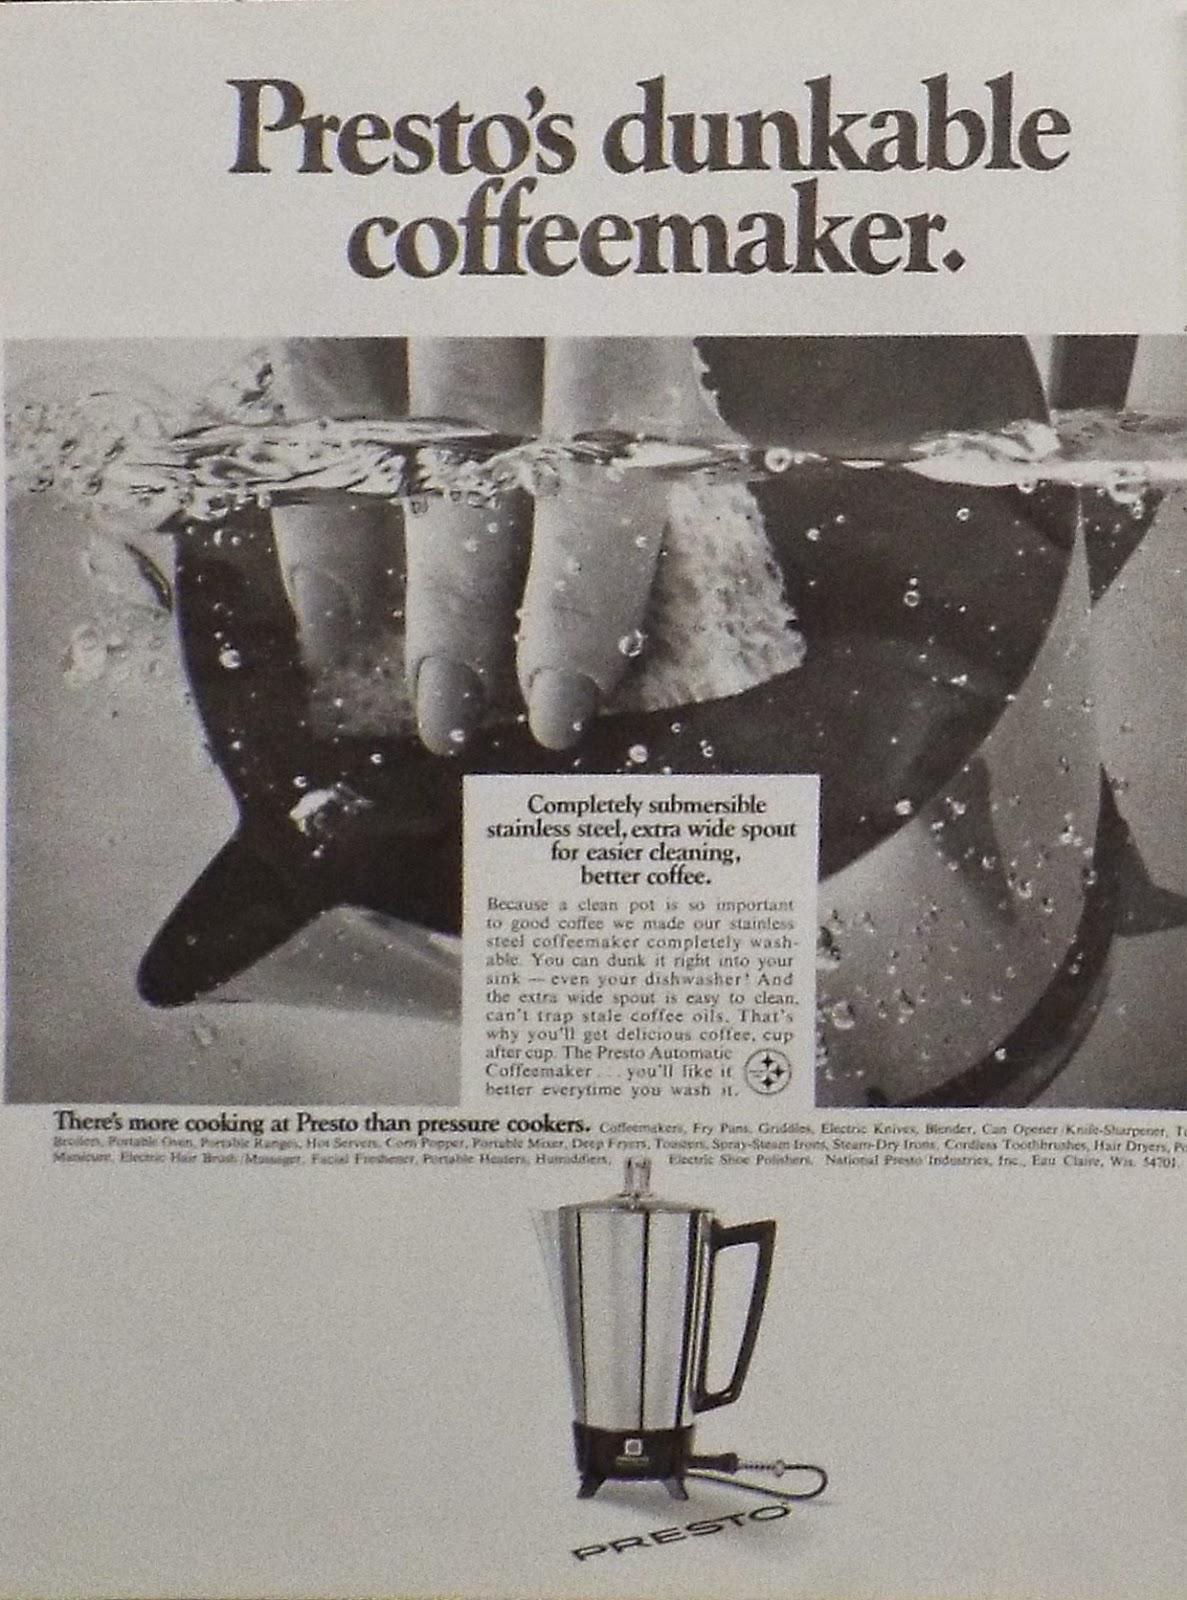 Presto's dunkable
coffeemaker.
Completely submersible
stainless steel, extra wide spout
for easier cleaning,
better coffee.
Because a clean pot is so important
to good coffee we made our stainless
steel coffeemaker completely wash-
able. You can dunk it right into your
sink — even your dishwasher! And
the extra wide spout is easy to clean,
can't trap stale coffee oils. That's
why you'll get delicious coffee, cup
after cup. The Presto Automatic
Coffeemaker . . . you'll like it
better everytime you wash it.
There's more cooking at Presto than pressure cookers. Coffeemakers, Fry Pans, Griddles, Electric Knives, Blender, Can Opener/Knife-Sharpener,
Broilers, Portable Oven, Portable Ranges, Hot Servers, Corn Popper, Portable Mixer, Deep Fryers, Toasters, Spray-Steam Irons, Steam-Dry Irons, Cordless Toothbrushes, Hair Dryers,
Manicure, Electric Hair Brush/Massager, Facial Freshener, Portable Heaters, Humidifiers, Electric Shoe Polishers. National Presto Industries, Inc., Eau Claire, Wis. 54701.
PRESTO
PRESTO